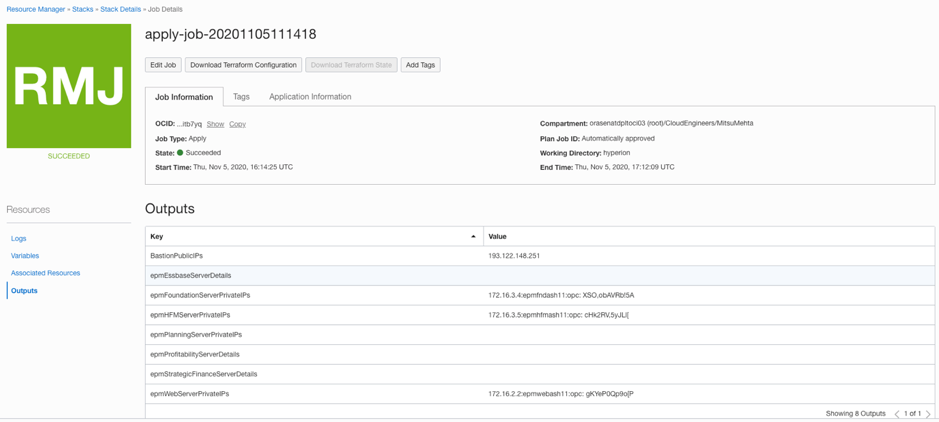 Resource Manager » Stacks » Stack Details » Job Details
RMJ
SUCCEEDED
apply-job-20201105111418
Edit Job Download Terraform Configuration Download Terraform State Add Tags
Job Information Tags Application Information
OCID: ...itb7yq Show Copy
Job Type: Apply
State: Succeeded
Start Time: Thu, Nov 5, 2020, 16:14:25 UTC
Compartment: orasenatdpltoci03 (root)/CloudEngineers/MitsuMehta
Plan Job ID: Automatically approved
Working Directory: hyperion
End Time: Thu, Nov 5, 2020, 17:12:09 UTC
Resources
Logs
Variables
Associated Resources
Outputs
Outputs
Key Value
BastionPublicIPs 193.122.148.251
epmEssbaseServerDetails
epmFoundationServerPrivateIPs 172.16.3.4:epmfndash11:opc: XSO,obAVRb!5A
epmHFMServerPrivateIPs 172.16.3.5:epmhfmash11:opc: cHk2RV,5yJLI[
epmPlanningServerPrivateIPs
epmProfitabilityServerDetails
epmStrategicFinanceServerDetails
epmWebServerPrivateIPs 172.16.2.2:epmwebash11:opc: gKYeP0Qp9o[P
Showing 8 Outputs < 1 of 1 >